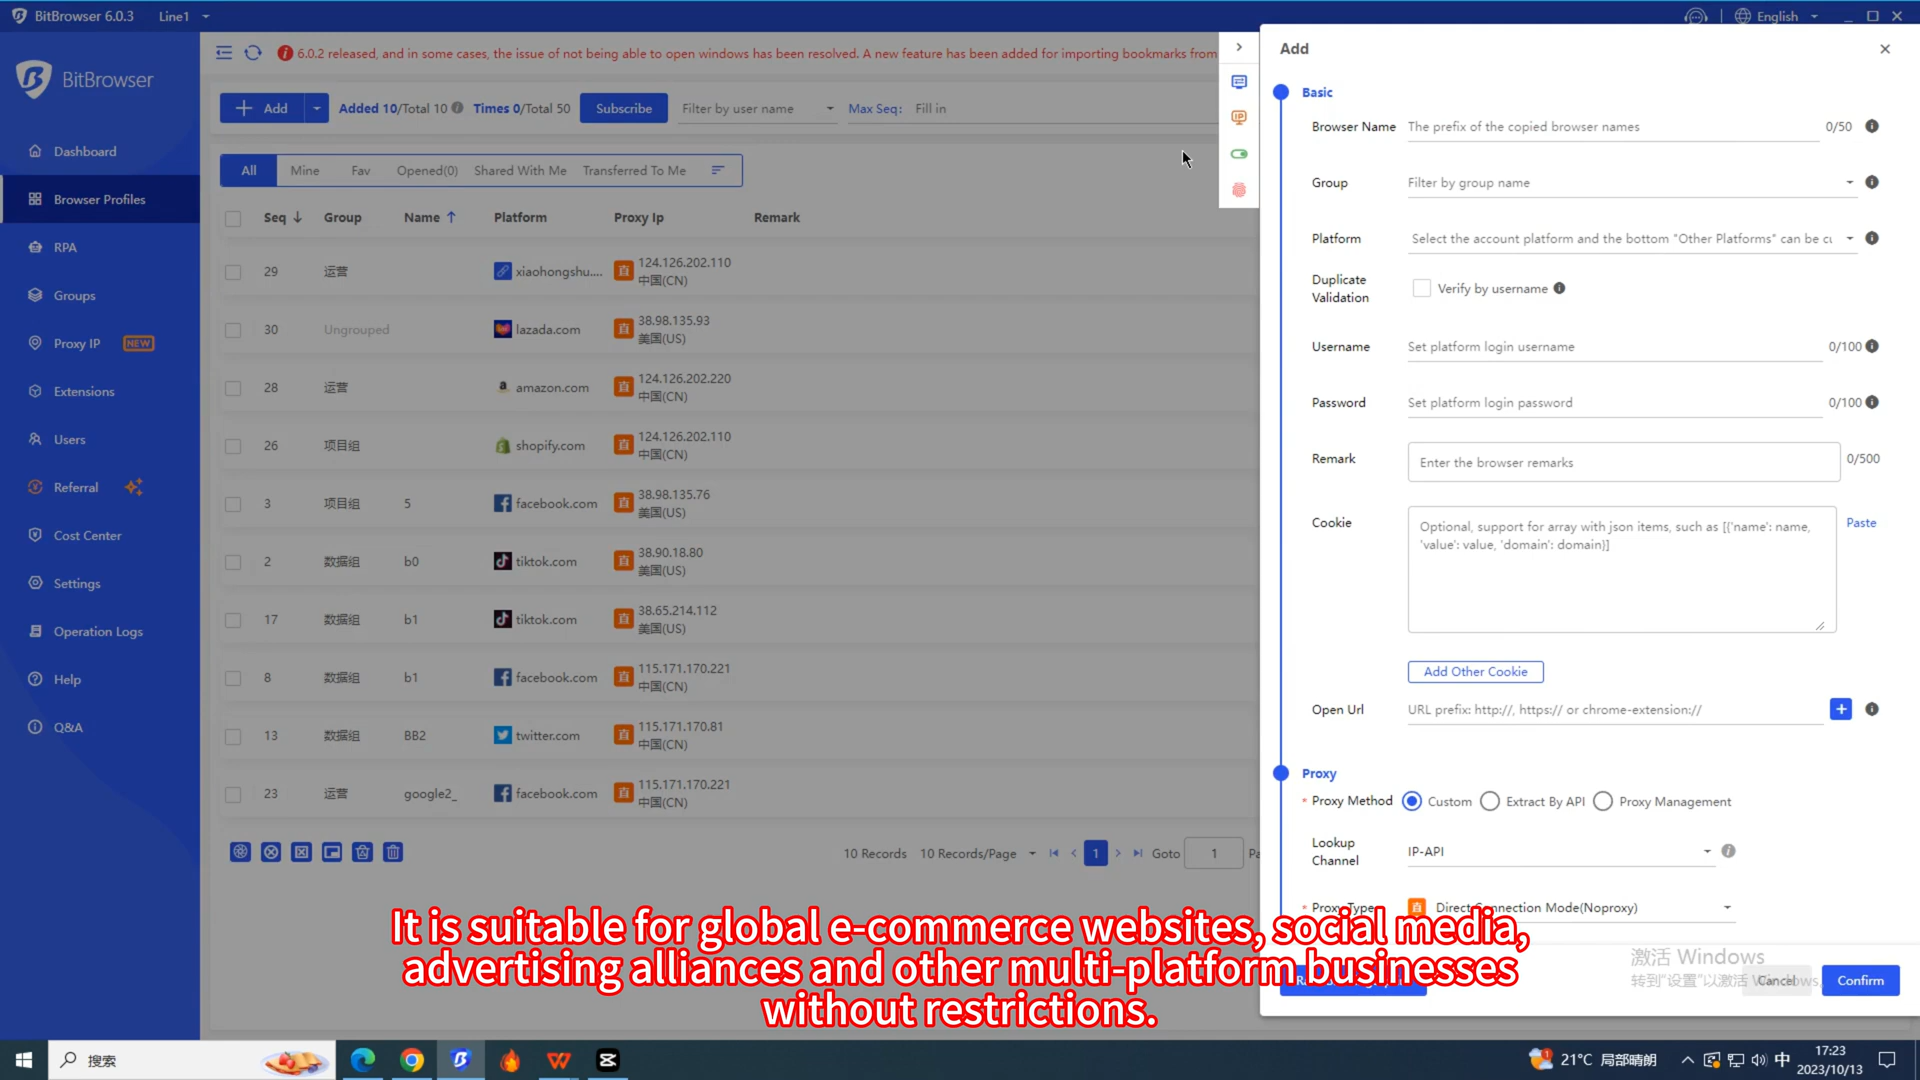 BitBrowser 6.0.3
Line1
English
BitBrowser
Dashboard
Browser Profiles
RPA
Groups
Proxy IP
NEW
Extensions
Users
Referral
Cost Center
Settings
Operation Logs
Help
Q&A
6.0.2 released, and in some cases, the issue of not being able to open windows has been resolved. A new feature has been added for importing bookmarks from
Add
Added 10/Total 10
Times 0/Total 50
Subscribe
Filter by user name
Max Seq:
Fill in
All
Mine
Fav
Opened(0)
Shared With Me
Transferred To Me
Seq
Group
Name
Platform
Proxy Ip
Remark
29
运营
xiaohongshu....
直
124.126.202.110
中国(CN)
30
Ungrouped
lazada.com
直
38.98.135.93
美国(US)
28
运营
amazon.com
直
124.126.202.220
中国(CN)
26
项目组
shopify.com
直
124.126.202.110
中国(CN)
3
项目组
5
facebook.com
直
38.98.135.76
美国(US)
2
数据组
b0
tiktok.com
直
38.90.18.80
美国(US)
17
数据组
b1
tiktok.com
直
38.65.214.112
美国(US)
8
数据组
b1
facebook.com
直
115.171.170.221
中国(CN)
13
数据组
BB2
twitter.com
直
115.171.170.81
中国(CN)
23
运营
google2_
facebook.com
直
115.171.170.221
中国(CN)
10 Records
10 Records/Page
1
Goto
1
IP
Add
Basic
Browser Name
The prefix of the copied browser names
0/50
Group
Filter by group name
Platform
Select the account platform and the bottom "Other Platforms" can be cu
Duplicate
Validation
Verify by username
Username
Set platform login username
0/100
Password
Set platform login password
0/100
Remark
Enter the browser remarks
0/500
Cookie
Optional, support for array with json items, such as [{'name': name,
'value': value, 'domain': domain}]
Paste
Add Other Cookie
Open Url
URL prefix: http://, https:// or chrome-extension://
Proxy
* Proxy Method
Custom
Extract By API
Proxy Management
Lookup
Channel
IP-API
* Proxy Type
直
Direct Connection Mode(Noproxy)
激活 Windows
转到"设置"以激活 Windows。
Cancel
Confirm
It is suitable for global e-commerce websites, social media,
advertising alliances and other multi-platform businesses
without restrictions.
搜索
21°C 局部晴朗
中
17:23
2023/10/13